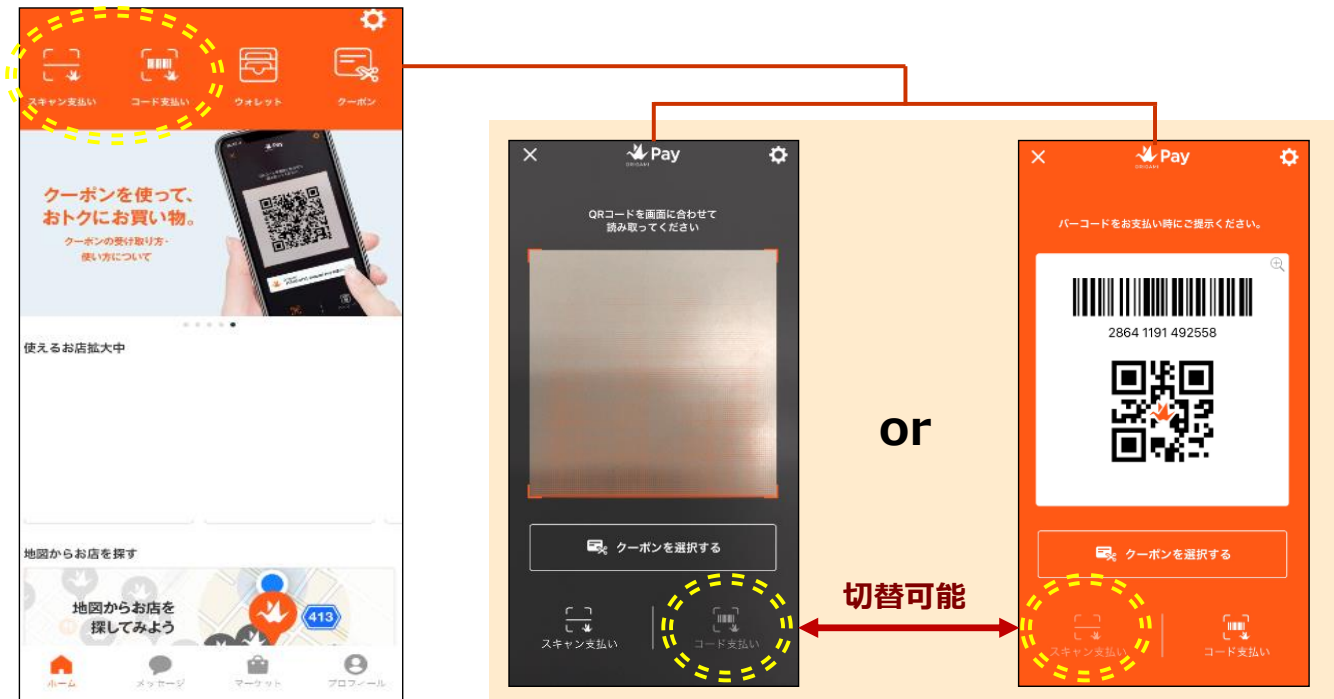 スキャン支払い
コード支払い
ウォレット
クーポン
クーポンを使って、
おトクにお買い物。
クーポンの受け取り方・
使い方について
Pay
使えるお店拡大中
地図からお店を探す
地図からお店を
探してみよう
413
ホーム
メッセージ
マーケット
プロフィール
Pay
ORIGAMI
QRコードを画面に合わせて
読み取ってください
クーポンを選択する
スキャン支払い
コード支払い
or
切替可能
Pay
ORIGAMI
バーコードをお支払い時にご提示ください。
2864 1191 492558
クーポンを選択する
スキャン支払い
コード支払い